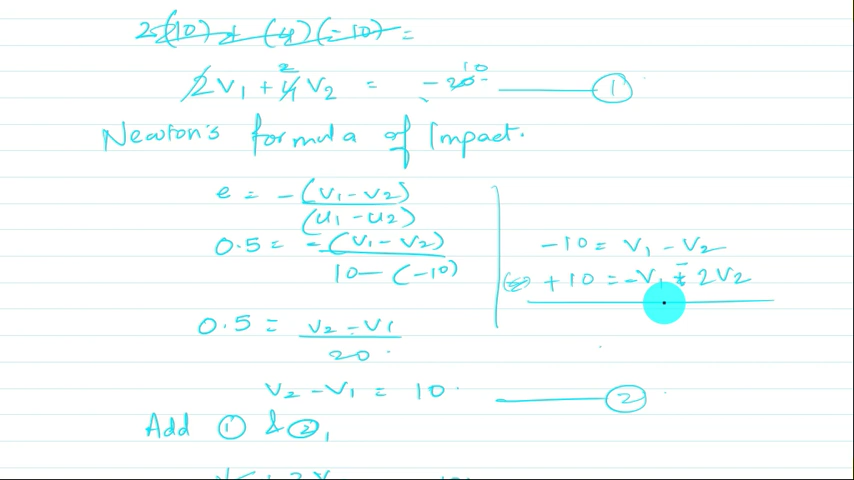 2(10) + (4)(-10) =
2V1 + 4V2 = -20 10 ——— ①
2
Newton's formula of Impact.
e = -(V1-V2)/(u1-u2)
0.5 = -(V1-V2)/10-(-10)
-10 = V1 - V2
+10 = -V1 ± 2V2
0.5 = V2-V1/20
V2-V1 = 10. ——— ②
Add ① & ②,